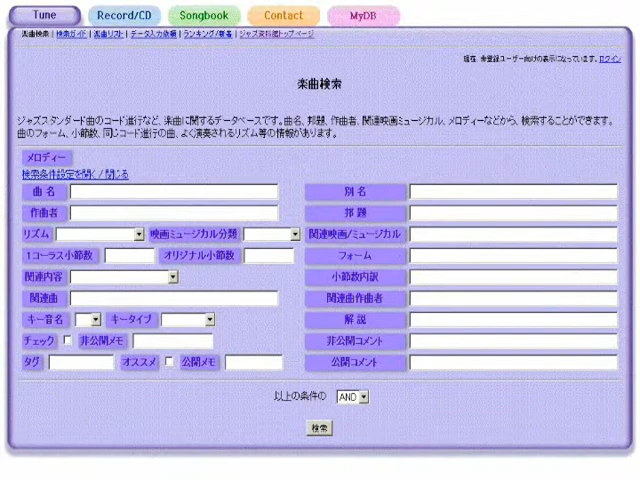 Tune Record/CD Songbook Contact MyDB
楽曲検索 | 検索ガイド | 楽曲リスト | データ入力依頼 | ランキング/新着 | ジャズ資料館トップページ
現在 未登録ユーザー向けの表示になっています。ログイン
楽曲検索
ジャズスタンダード曲のコード進行など、楽曲に関するデータベースです。曲名、邦題、作曲者、関連映画ミュージカル、メロディーなどから、検索することができます。
曲のフォーム、小節数、同じコード進行の曲、よく演奏されるリズム等の情報があります。
メロディー
検索条件設定を開く / 閉じる
曲 名 別 名
作曲者 邦 題
リズム 映画ミュージカル分類 関連映画/ミュージカル
1コーラス小節数 オリジナル小節数 フォーム
関連内容 小節数内訳
関連曲 関連曲作曲者
キー音名 キータイプ 解 説
チェック 非公開メモ 非公開コメント
タグ オススメ 公開メモ 公開コメント
以上の条件の AND
検索